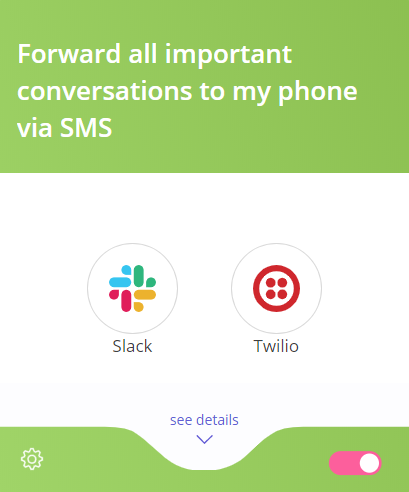 Forward all important
conversations to my phone
via SMS
Slack
Twilio
see details